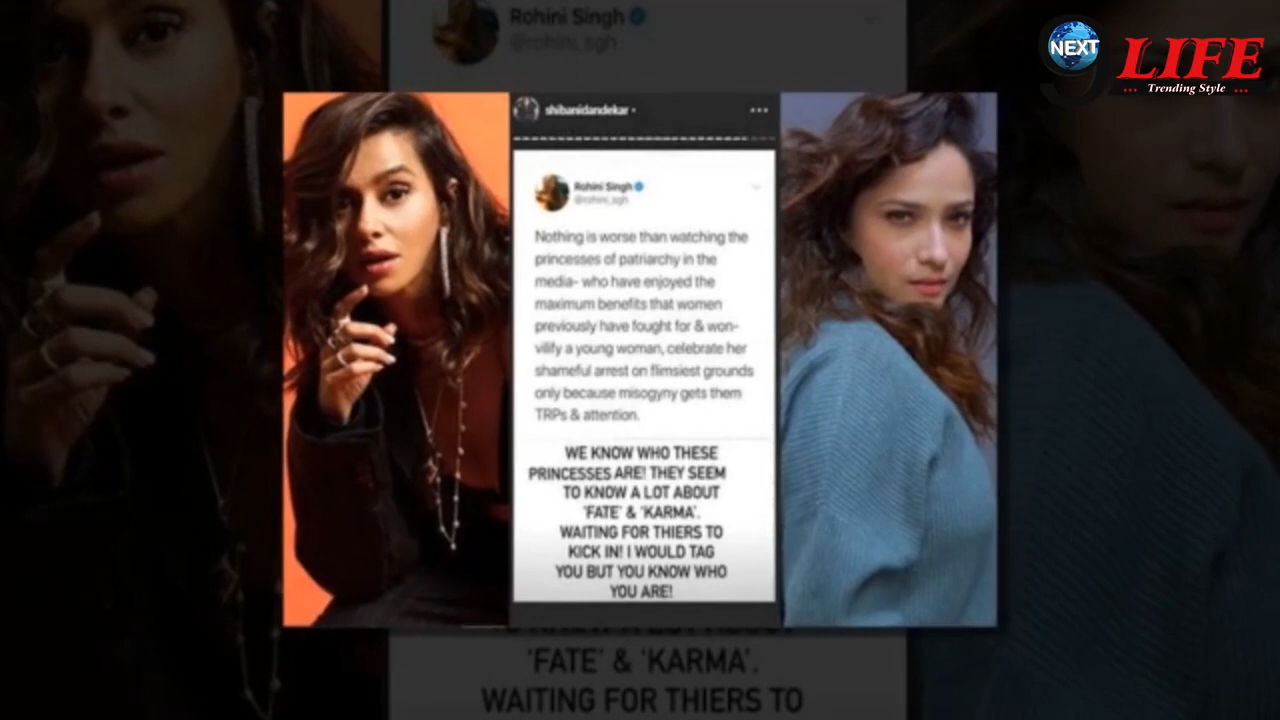 Rohini Singh
@rohini_sgh
NEXT
9
LIFE
Trending Style
shibanidandekar
Rohini Singh
@rohini_sgh
Nothing is worse than watching the
princesses of patriarchy in the
media- who have enjoyed the
maximum benefits that women
previously have fought for & won-
vilify a young woman, celebrate her
shameful arrest on flimsiest grounds
only because misogyny gets them
TRPs & attention.
WE KNOW WHO THESE
PRINCESSES ARE! THEY SEEM
TO KNOW A LOT ABOUT
'FATE' & 'KARMA'.
WAITING FOR THIERS TO
KICK IN! I WOULD TAG
YOU BUT YOU KNOW WHO
YOU ARE!
'FATE' & 'KARMA'.
WAITING FOR THIERS TO